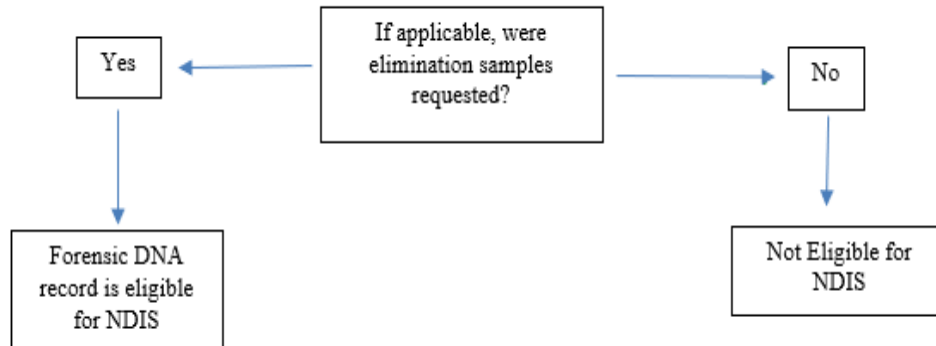 If applicable, were
elimination samples
requested?
Yes
No
Forensic DNA
record is eligible
for NDIS
Not Eligible for
NDIS